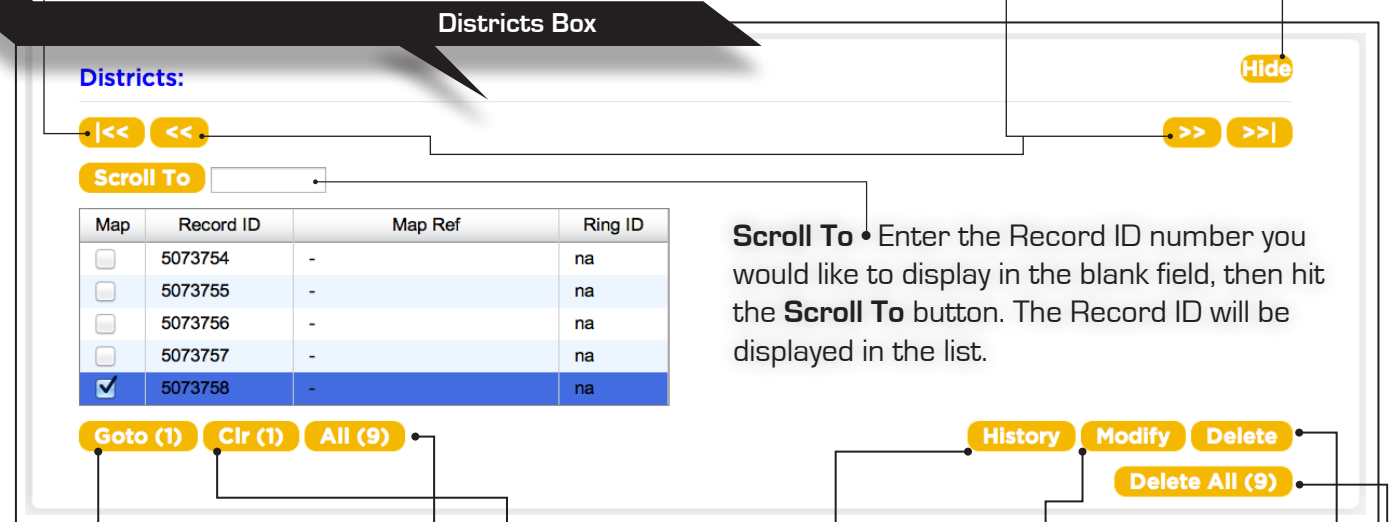 Districts Box
Districts:
Hide
|<< << >> >>|
Scroll To
Map Record ID Map Ref Ring ID
5073754 - na
5073755 - na
5073756 - na
5073757 - na
5073758 - na
Scroll To • Enter the Record ID number you
would like to display in the blank field, then hit
the Scroll To button. The Record ID will be
displayed in the list.
Goto (1) Clr (1) All (9) History Modify Delete
Delete All (9)